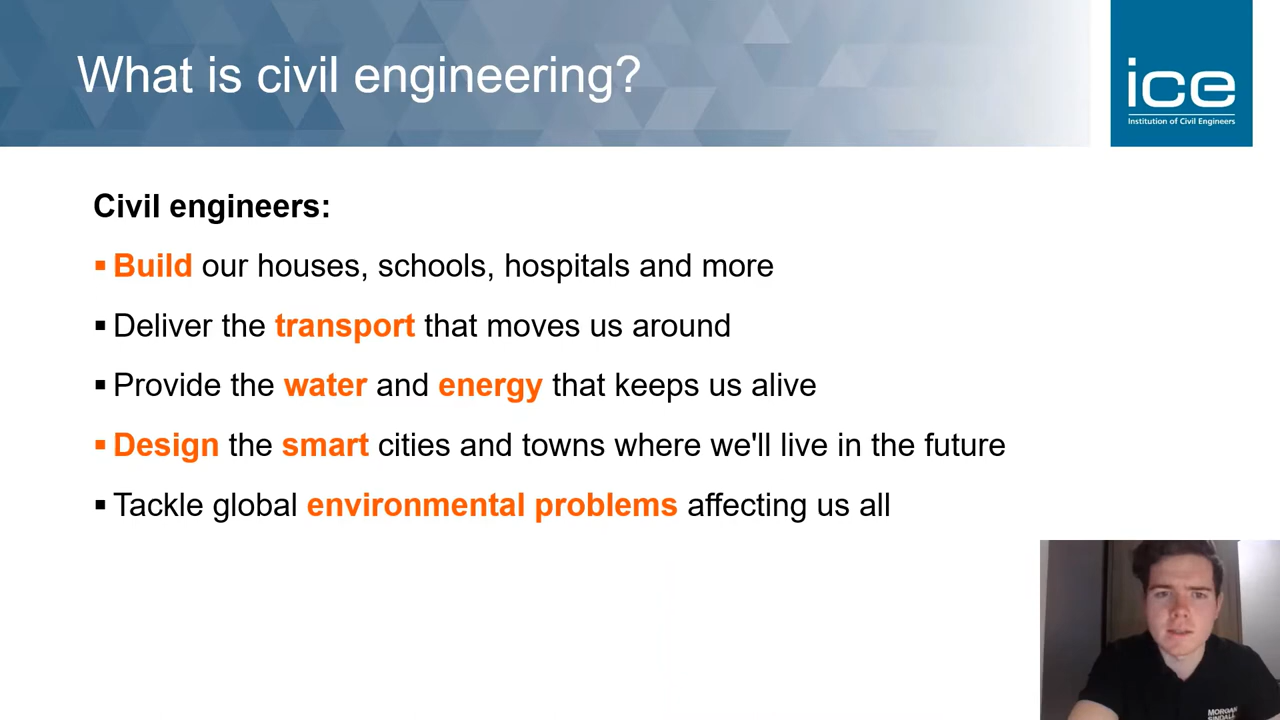 What is civil engineering?
ice
Institution of Civil Engineers
Civil engineers:
▪ Build our houses, schools, hospitals and more
▪ Deliver the transport that moves us around
▪ Provide the water and energy that keeps us alive
▪ Design the smart cities and towns where we'll live in the future
▪ Tackle global environmental problems affecting us all
MORGAN
SINDALL